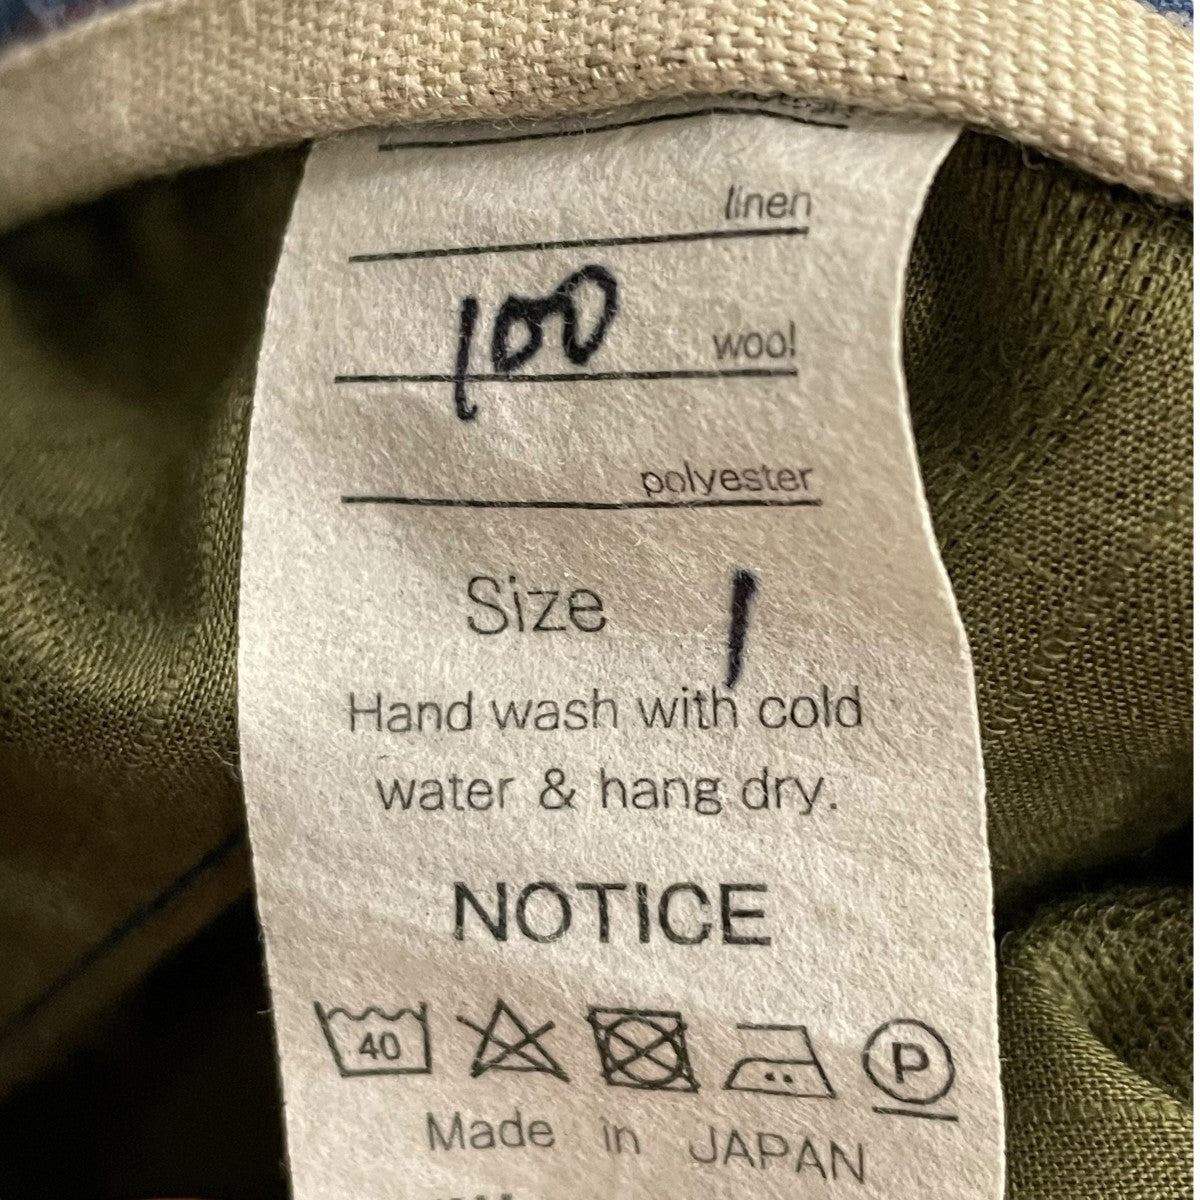 linen
100 wool
polyester
Size 1
Hand wash with cold
water & hang dry.
NOTICE
40 P
Made in JAPAN